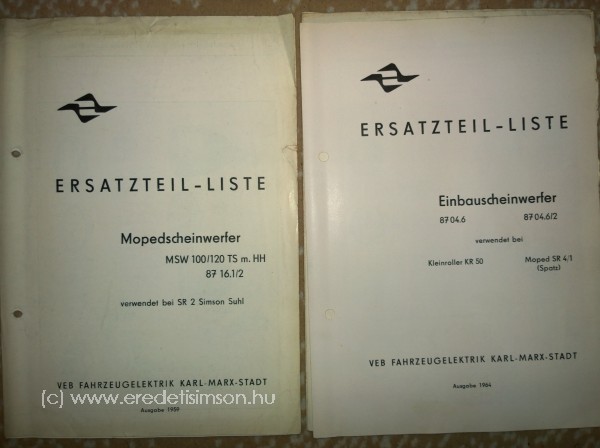 ERSATZTEIL-LISTE
Mopedscheinwerfer
MSW 100/120 TS m. HH
87 16.1/2
verwendet bei SR 2 Simson Suhl
VEB FAHRZEUGELEKTRIK KARL-MARX-STADT
Ausgabe 1959
ERSATZTEIL-LISTE
Einbauscheinwerfer
87 04.6 87 04.6/2
verwendet bei
Kleinroller KR 50 Moped SR 4/1
(Spatz)
VEB FAHRZEUGELEKTRIK KARL-MARX-STADT
Ausgabe 1964
(c) www.eredetisimson.hu